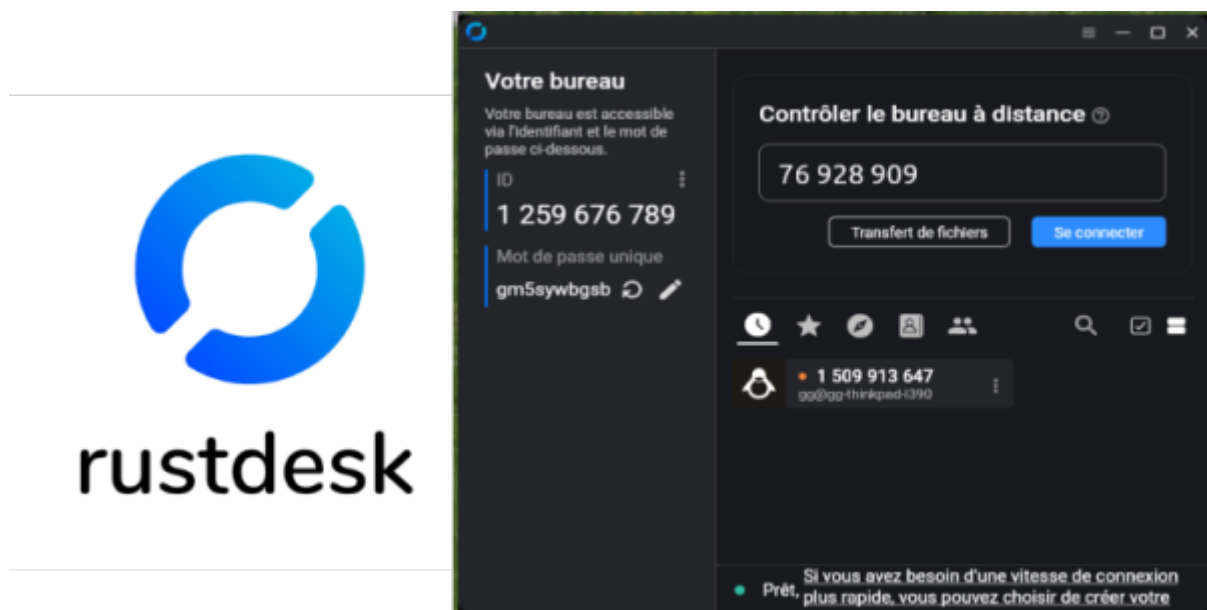 rustdesk
Votre bureau
Votre bureau est accessible
via l'identifiant et le mot de
passe ci-dessous.
ID
1 259 676 789
Mot de passe unique
gm5sywbgsb
Contrôler le bureau à distance
76 928 909
Transfert de fichiers
Se connecter
1 509 913 647
gg@gg-thinkpad-l390
Prêt, Si vous avez besoin d'une vitesse de connexion
plus rapide, vous pouvez choisir de créer votre